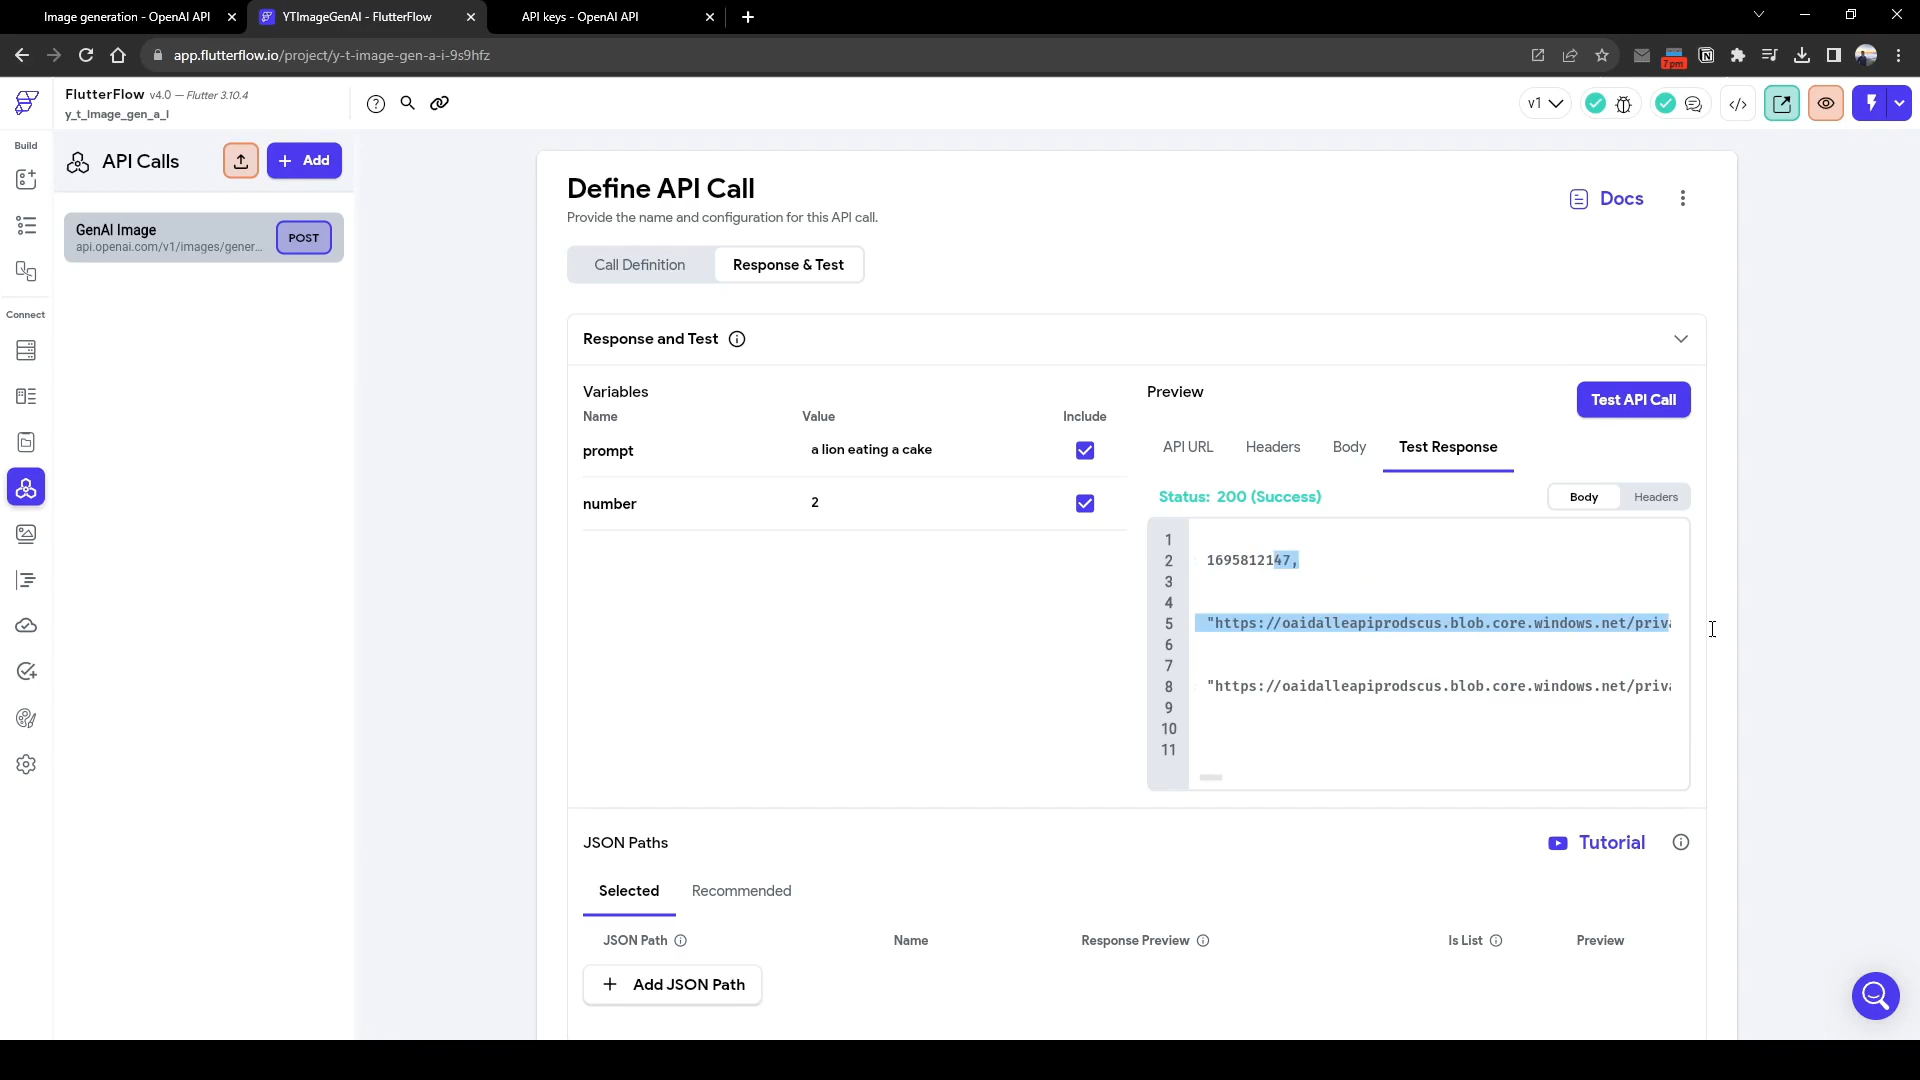 Image generation - OpenAI API
YTImageGenAI - FlutterFlow
API keys - OpenAI API
app.flutterflow.io/project/y-t-image-gen-a-i-9s9hfz
7pm
FlutterFlow v4.0 — Flutter 3.10.4
y_t_Image_gen_a_I
v1
Build
API Calls
Add
GenAI Image
api.openai.com/v1/images/gener...
POST
Connect
Define API Call
Provide the name and configuration for this API call.
Docs
Call Definition
Response & Test
Response and Test
Variables
Name Value Include
prompt a lion eating a cake
number 2
Preview
Test API Call
API URL Headers Body Test Response
Status: 200 (Success)
Body Headers
1
2 1695812147,
3
4
5 "https://oaidalleapiprodscus.blob.core.windows.net/priva
6
7
8 "https://oaidalleapiprodscus.blob.core.windows.net/priva
9
10
11
JSON Paths
Tutorial
Selected Recommended
JSON Path Name Response Preview Is List Preview
Add JSON Path